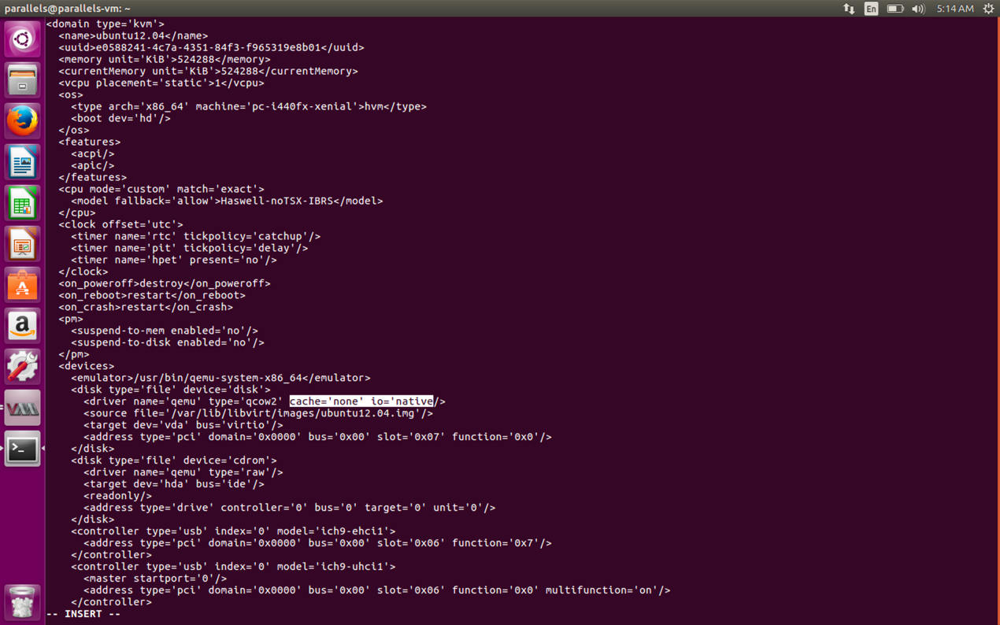 parallels@parallels-vm: ~
En
5:14 AM
<domain type='kvm'>
  <name>ubuntu12.04</name>
  <uuid>e0588241-4c7a-4351-84f3-f965319e8b01</uuid>
  <memory unit='KiB'>524288</memory>
  <currentMemory unit='KiB'>524288</currentMemory>
  <vcpu placement='static'>1</vcpu>
  <os>
    <type arch='x86_64' machine='pc-i440fx-xenial'>hvm</type>
    <boot dev='hd'/>
  </os>
  <features>
    <acpi/>
    <apic/>
  </features>
  <cpu mode='custom' match='exact'>
    <model fallback='allow'>Haswell-noTSX-IBRS</model>
  </cpu>
  <clock offset='utc'>
    <timer name='rtc' tickpolicy='catchup'/>
    <timer name='pit' tickpolicy='delay'/>
    <timer name='hpet' present='no'/>
  </clock>
  <on_poweroff>destroy</on_poweroff>
  <on_reboot>restart</on_reboot>
  <on_crash>restart</on_crash>
  <pm>
    <suspend-to-mem enabled='no'/>
    <suspend-to-disk enabled='no'/>
  </pm>
  <devices>
    <emulator>/usr/bin/qemu-system-x86_64</emulator>
    <disk type='file' device='disk'>
      <driver name='qemu' type='qcow2' cache='none' io='native/>
      <source file='/var/lib/libvirt/images/ubuntu12.04.img'/>
      <target dev='vda' bus='virtio'/>
      <address type='pci' domain='0x0000' bus='0x00' slot='0x07' function='0x0'/>
    </disk>
    <disk type='file' device='cdrom'>
      <driver name='qemu' type='raw'/>
      <target dev='hda' bus='ide'/>
      <readonly/>
      <address type='drive' controller='0' bus='0' target='0' unit='0'/>
    </disk>
    <controller type='usb' index='0' model='ich9-ehci1'>
      <address type='pci' domain='0x0000' bus='0x00' slot='0x06' function='0x7'/>
    </controller>
    <controller type='usb' index='0' model='ich9-uhci1'>
      <master startport='0'/>
      <address type='pci' domain='0x0000' bus='0x00' slot='0x06' function='0x0' multifunction='on'/>
    </controller>
-- INSERT --